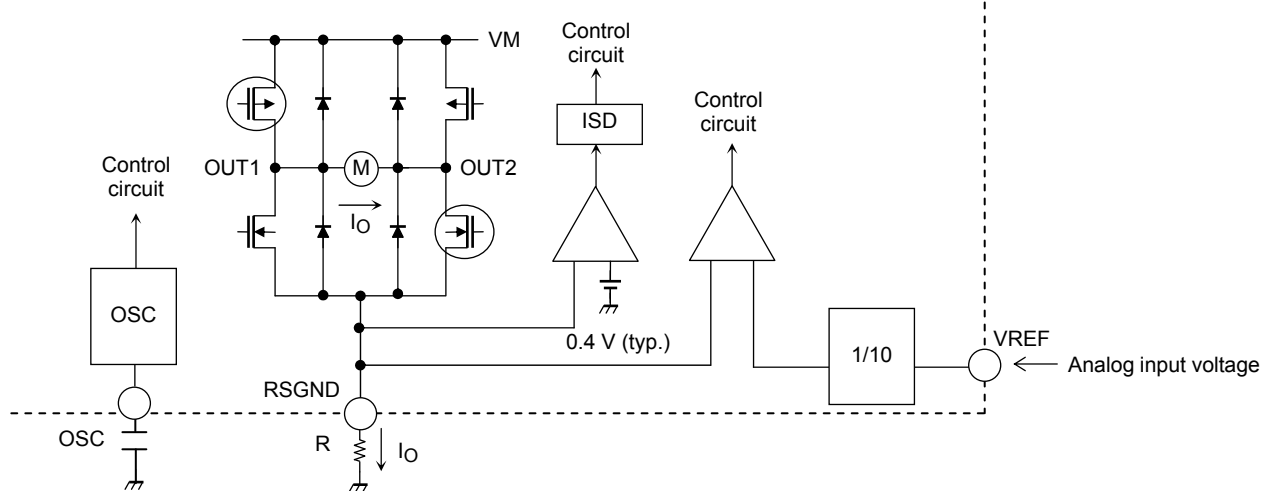 VM
Control
circuit
ISD
Control
circuit
Control
circuit
OUT1
M
OUT2
IO
OSC
0.4 V (typ.)
1/10
VREF
Analog input voltage
RSGND
OSC
R
IO